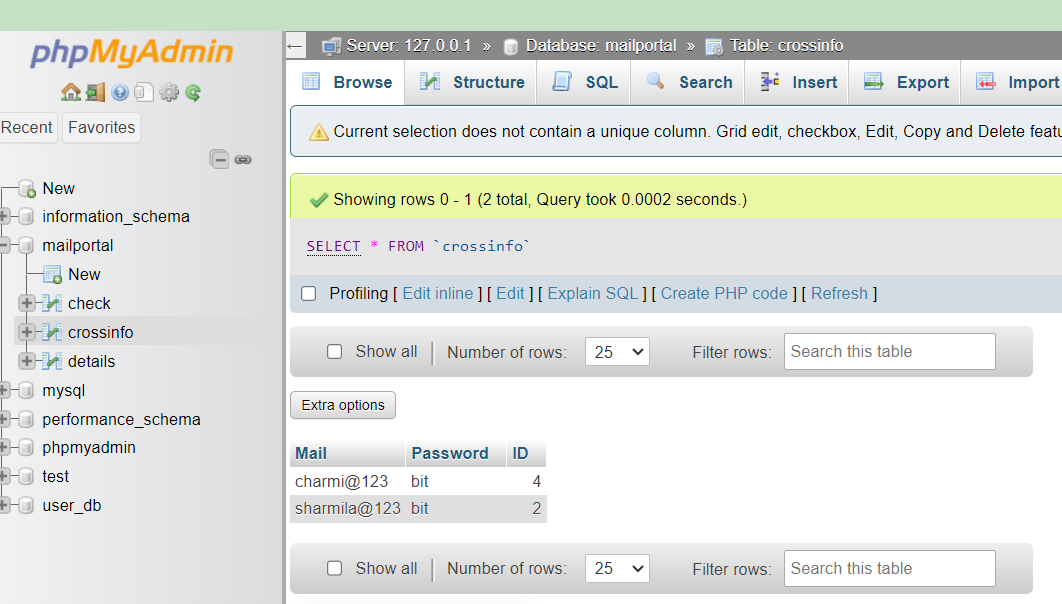 phpMyAdmin
Recent Favorites
New
information_schema
mailportal
New
check
crossinfo
details
mysql
performance_schema
phpmyadmin
test
user_db
Server: 127.0.0.1 » Database: mailportal » Table: crossinfo
Browse Structure SQL Search Insert Export Import
Current selection does not contain a unique column. Grid edit, checkbox, Edit, Copy and Delete featu
Showing rows 0 - 1 (2 total, Query took 0.0002 seconds.)
SELECT * FROM `crossinfo`
Profiling [ Edit inline ] [ Edit ] [ Explain SQL ] [ Create PHP code ] [ Refresh ]
Show all | Number of rows: 25 Filter rows: Search this table
Extra options
Mail Password ID
charmi@123 bit 4
sharmila@123 bit 2
Show all | Number of rows: 25 Filter rows: Search this table